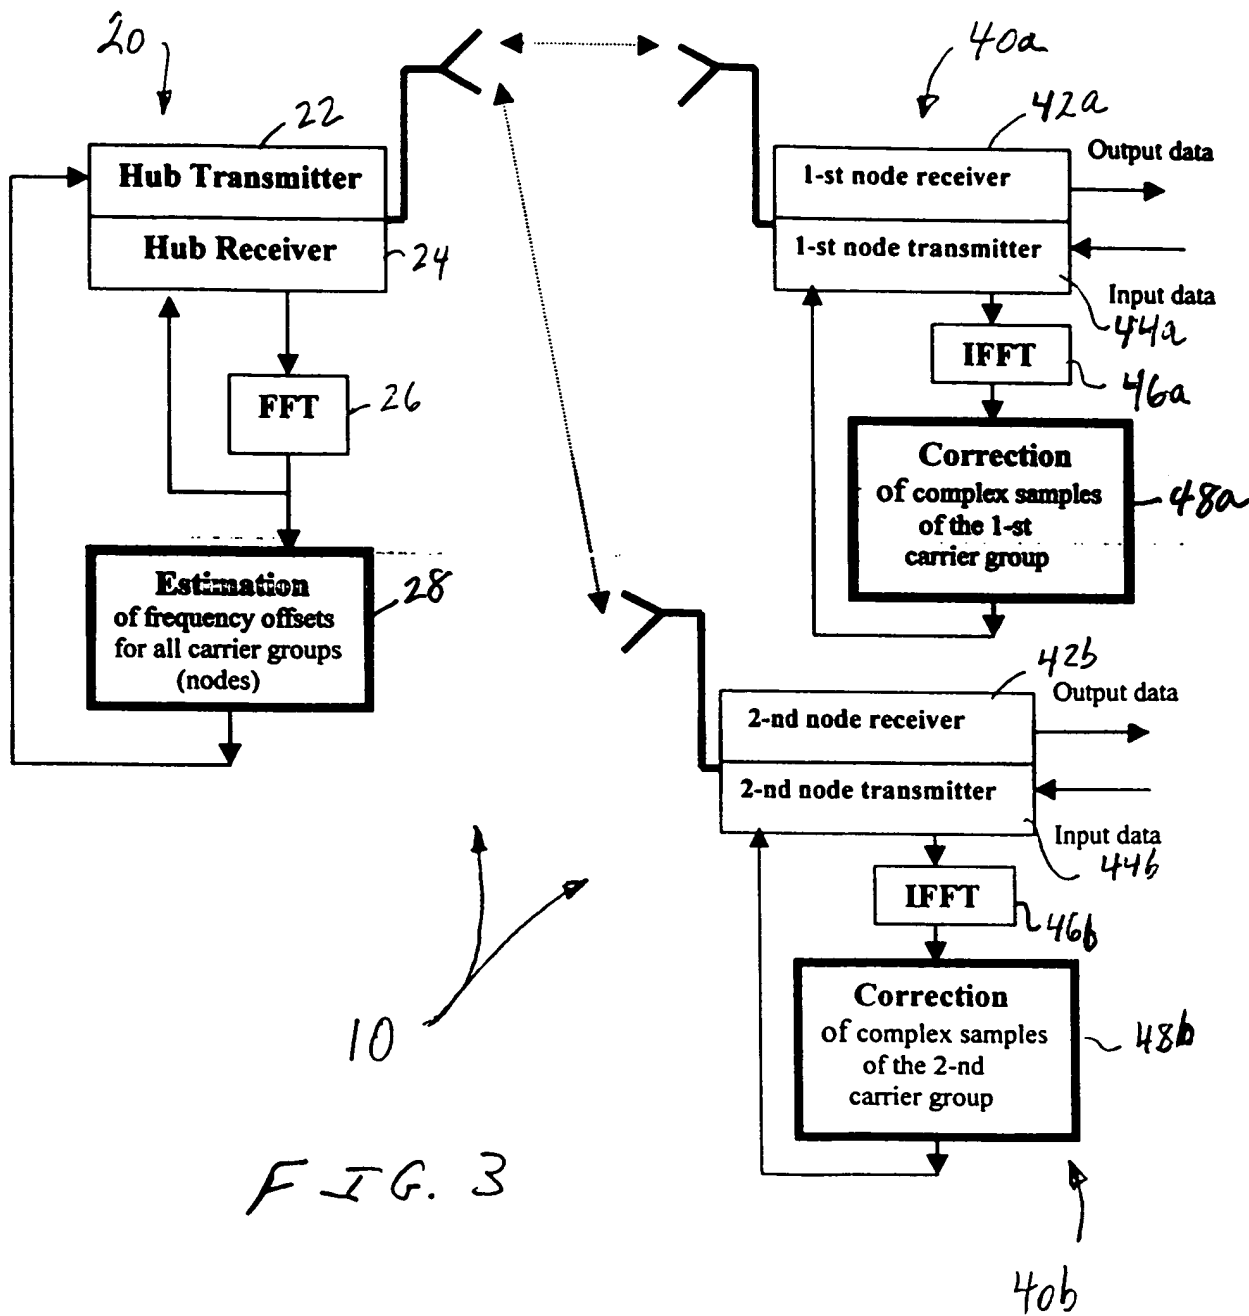 20
22
Hub Transmitter
Hub Receiver
24
FFT
26
Estimation
of frequency offsets
for all carrier groups
(nodes)
28
40a
42a
1-st node receiver
Output data
1-st node transmitter
Input data
44a
IFFT
46a
Correction
of complex samples
of the 1-st
carrier group
48a
42b
2-nd node receiver
Output data
2-nd node transmitter
Input data
44b
IFFT
46b
Correction
of complex samples
of the 2-nd
carrier group
48b
40b
10
FIG. 3